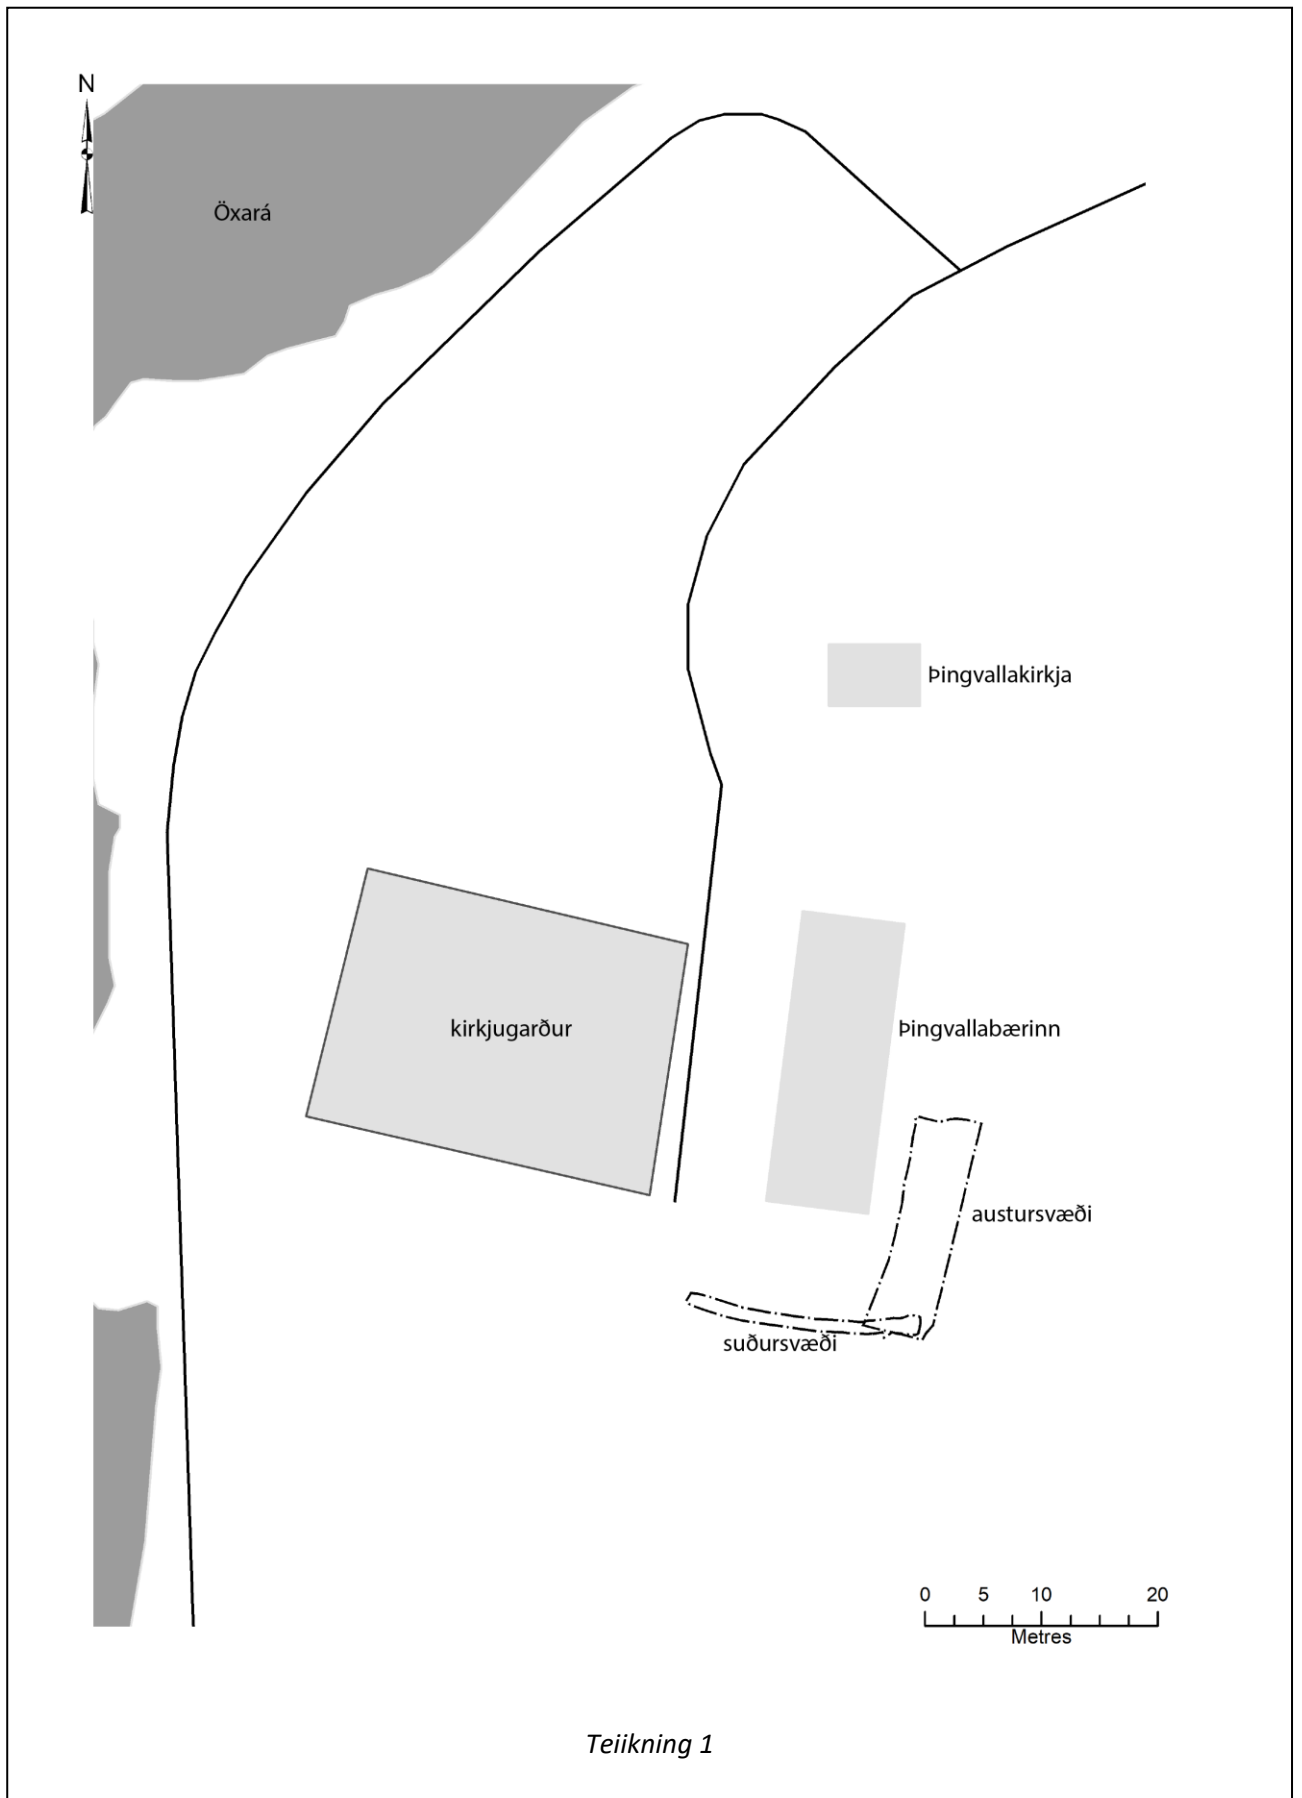 N
Öxará
Þingvallakirkja
kirkjugarður
Þingvallabærinn
austursvæði
suðursvæði
0 5 10 20
Metres
Teiikning 1